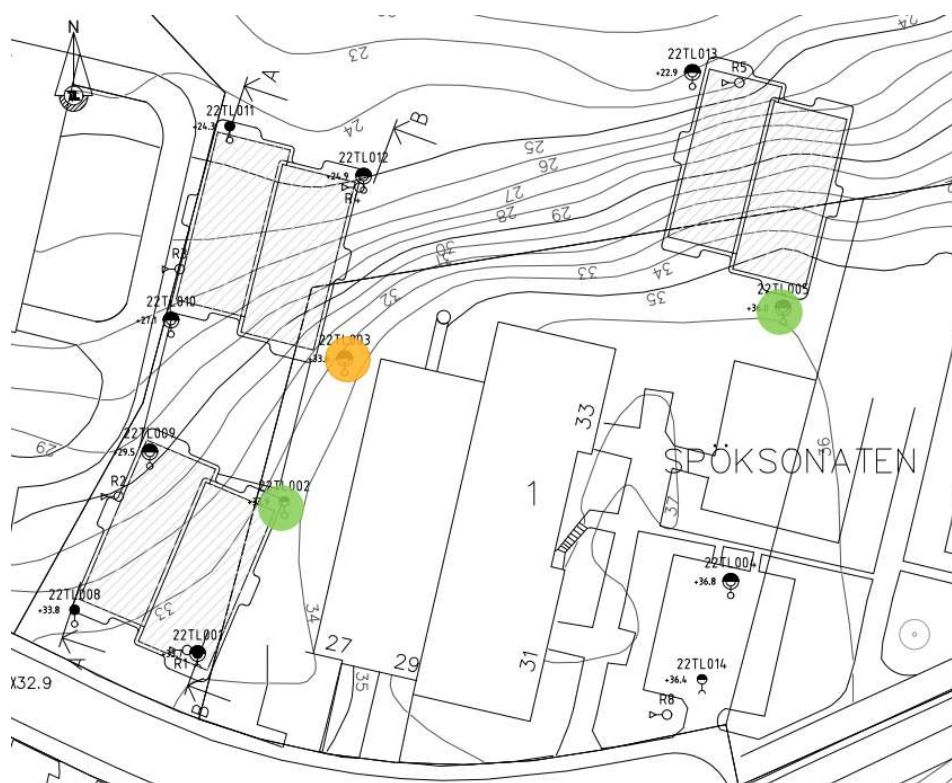 N
23
24
22TL013
R5
+22.9
A
22TL011
+24.3
24
B
22TL012
+24.9
R4
25
26
27
28
29
30
31
32
33
34
35
R3
22TL010
+27.1
22TL005
22TL003
33
29
22TL009
+29.5
R2
22TL002
1
SPÖKSONATEN
36
37
22TL004
+36.8
22TL008
+33.8
33
34
22TL001
R1
A
B
27
29
31
35
22TL014
+36.4
R8
X32.9